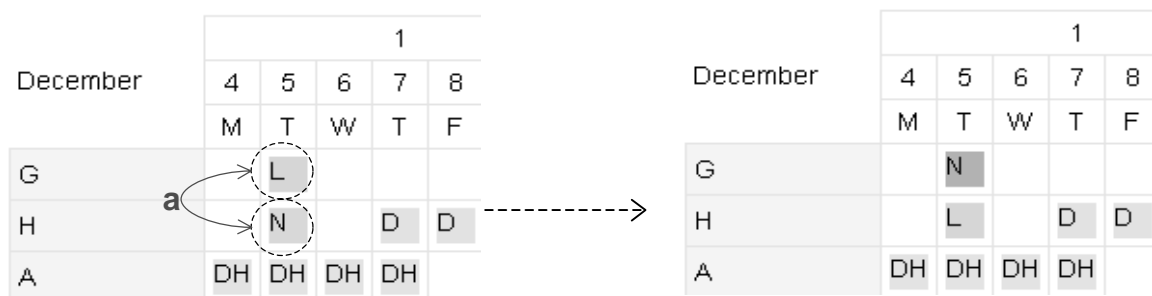 1
December 4 5 6 7 8
M T W T F
G L
a
H N D D
A DH DH DH DH
1
December 4 5 6 7 8
M T W T F
G N
H L D D
A DH DH DH DH